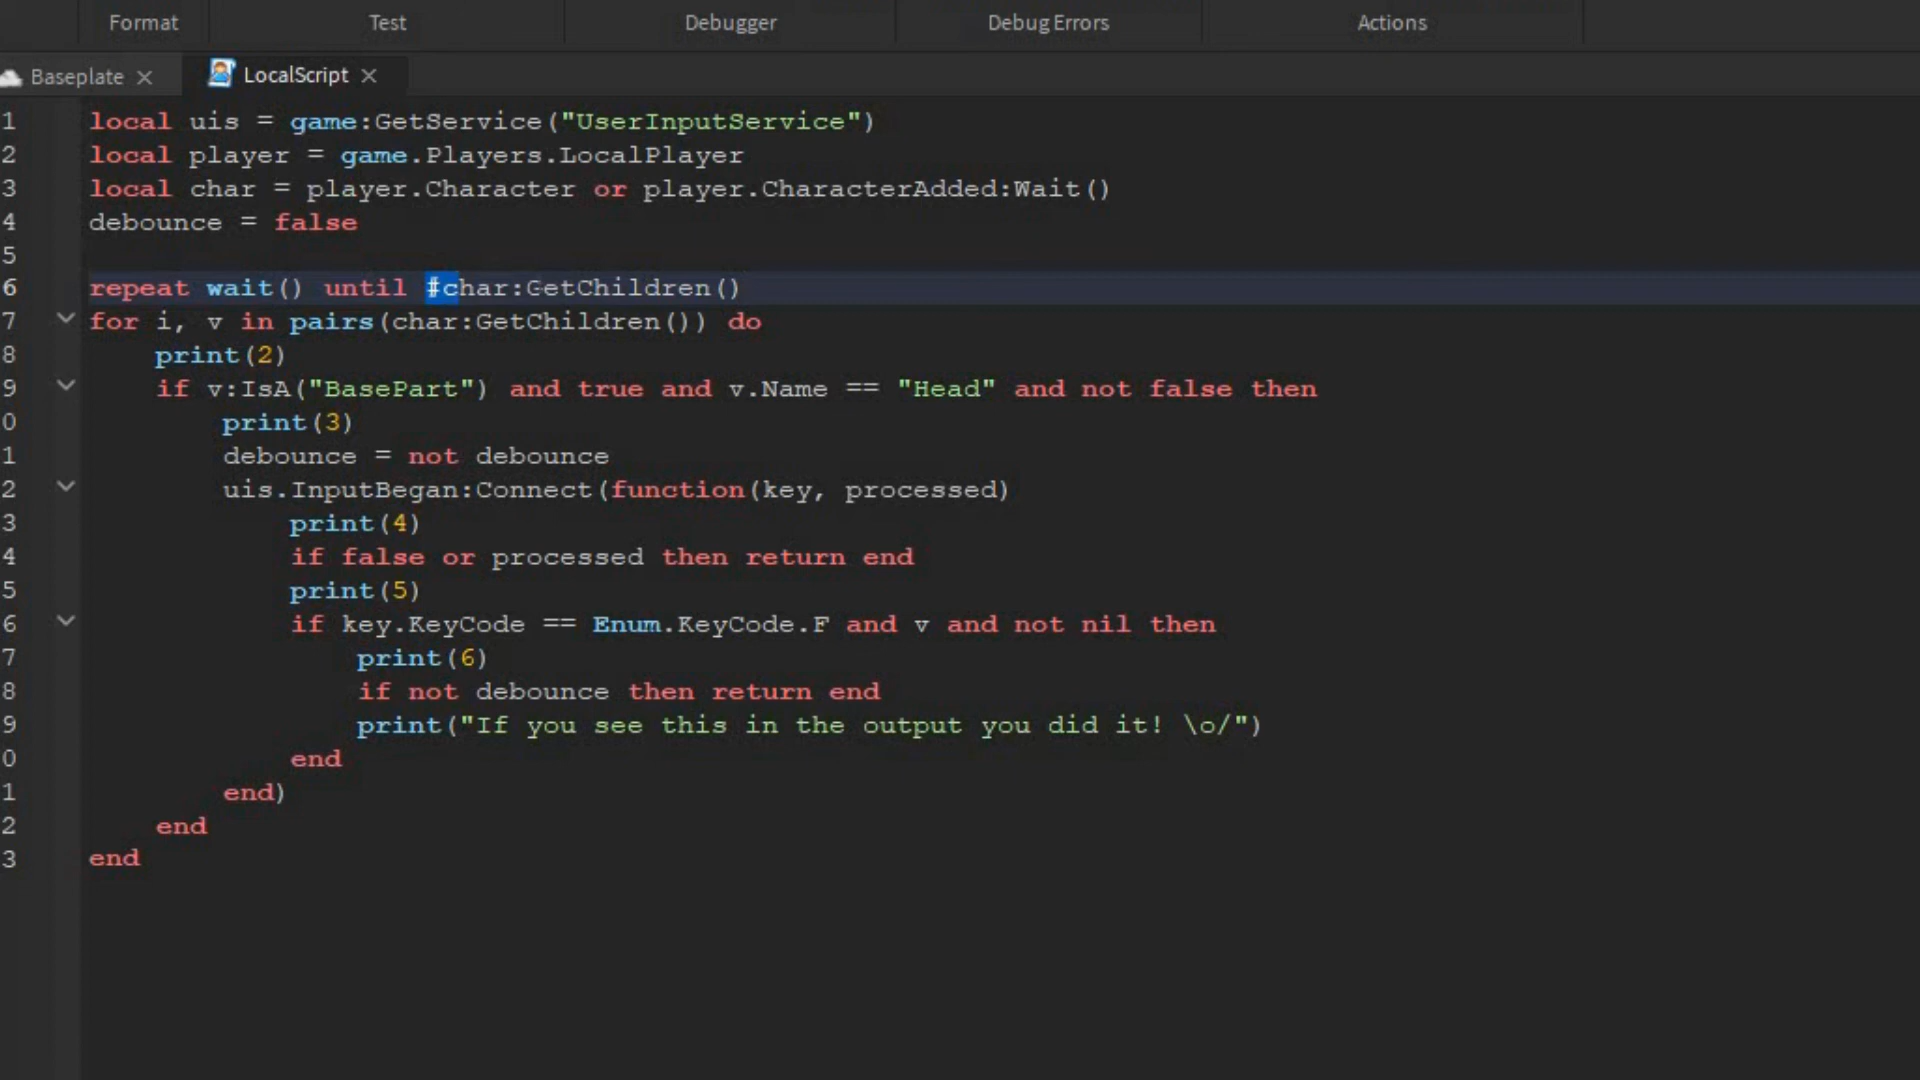 Format Test Debugger Debug Errors Actions
Baseplate × LocalScript ×
1 local uis = game:GetService("UserInputService")
2 local player = game.Players.LocalPlayer
3 local char = player.Character or player.CharacterAdded:Wait()
4 debounce = false
5
6 repeat wait() until #char:GetChildren()
7 for i, v in pairs(char:GetChildren()) do
8     print(2)
9     if v:IsA("BasePart") and true and v.Name == "Head" and not false then
0         print(3)
1         debounce = not debounce
2         uis.InputBegan:Connect(function(key, processed)
3             print(4)
4             if false or processed then return end
5             print(5)
6             if key.KeyCode == Enum.KeyCode.F and v and not nil then
7                 print(6)
8                 if not debounce then return end
9                 print("If you see this in the output you did it! \o/")
0             end
1         end)
2     end
3 end